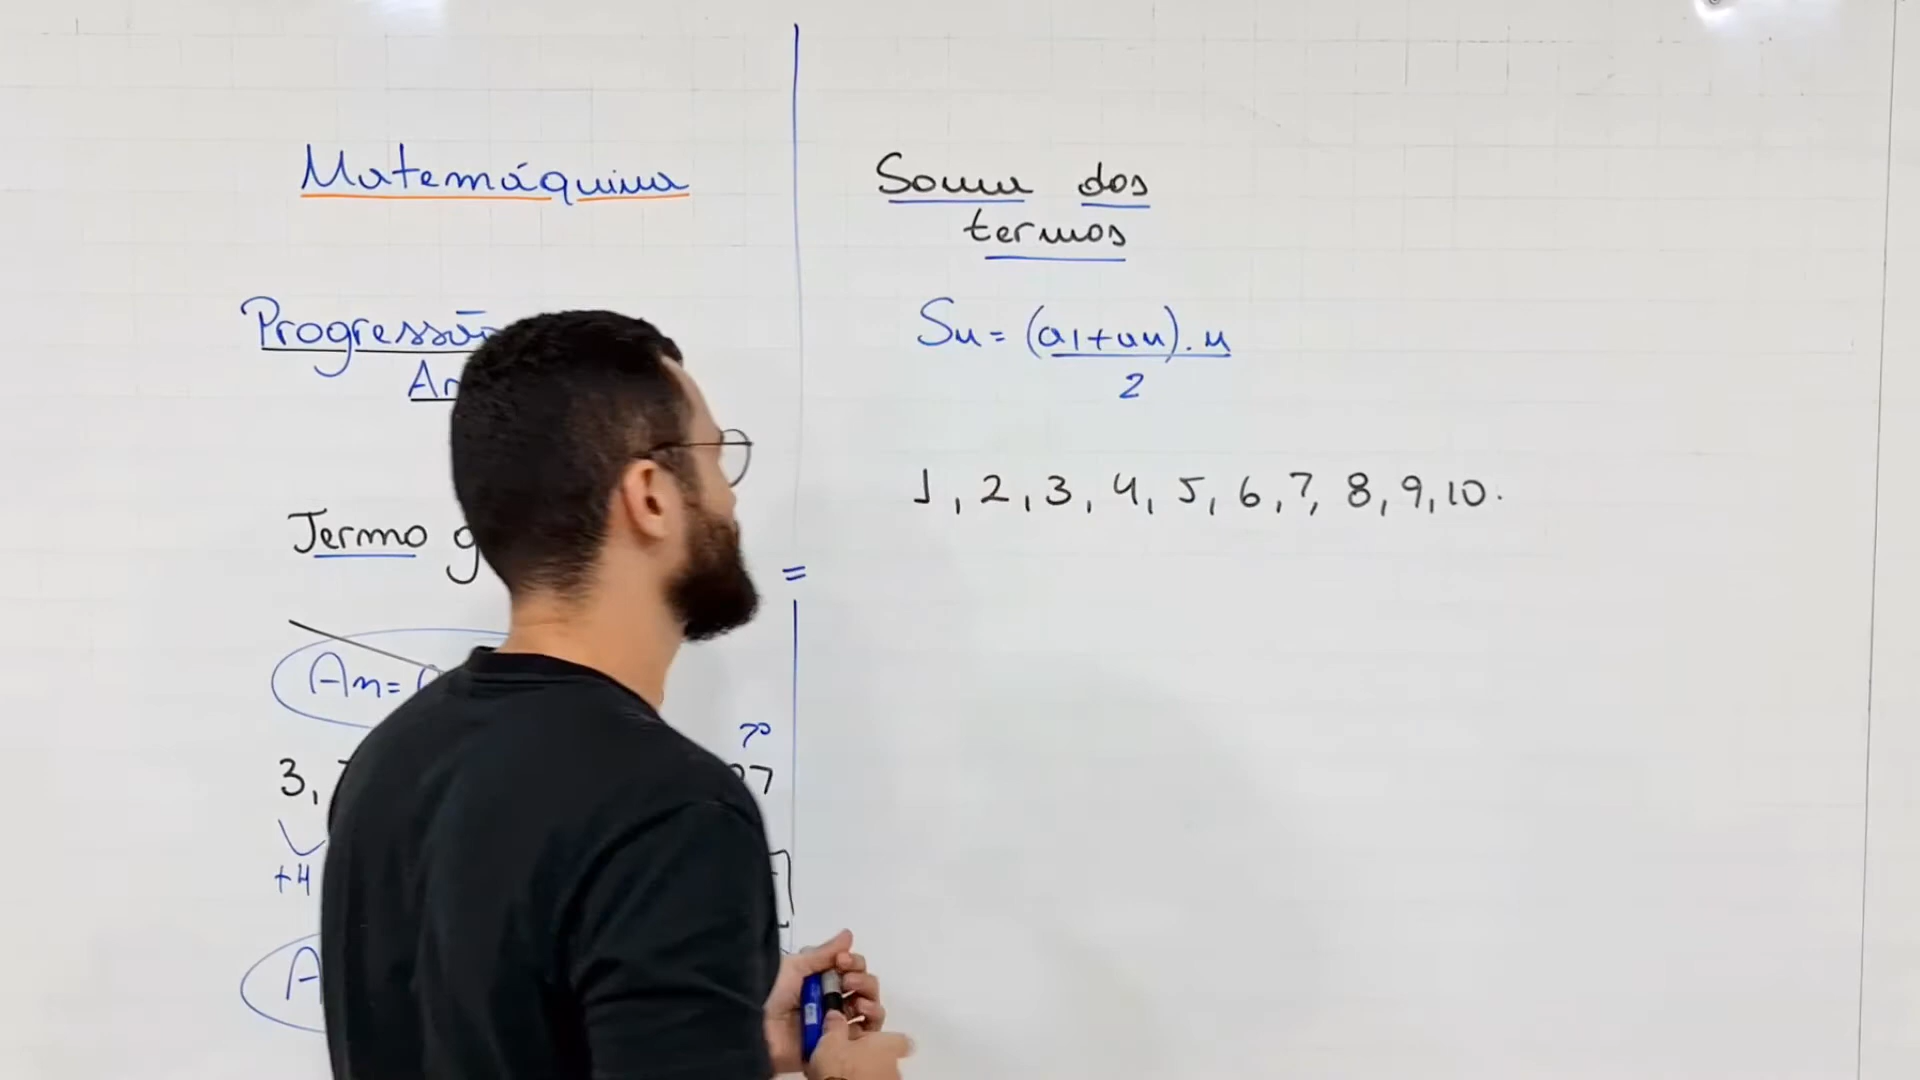 Matemáquina
Progressão
Termo
An=
3,
+4
Soma dos
termos
Sn = (a1+an).n
2
1, 2, 3, 4, 5, 6, 7, 8, 9, 10.